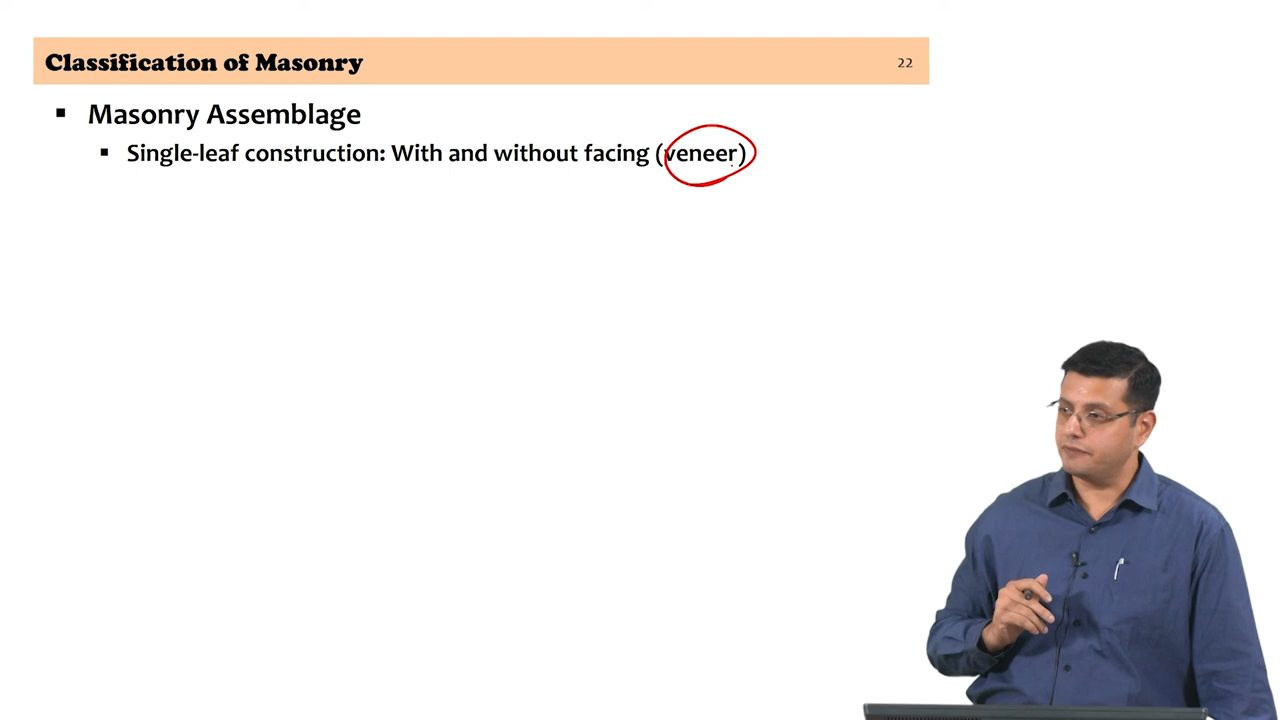 Classification of Masonry
22
Masonry Assemblage
Single-leaf construction: With and without facing (veneer)